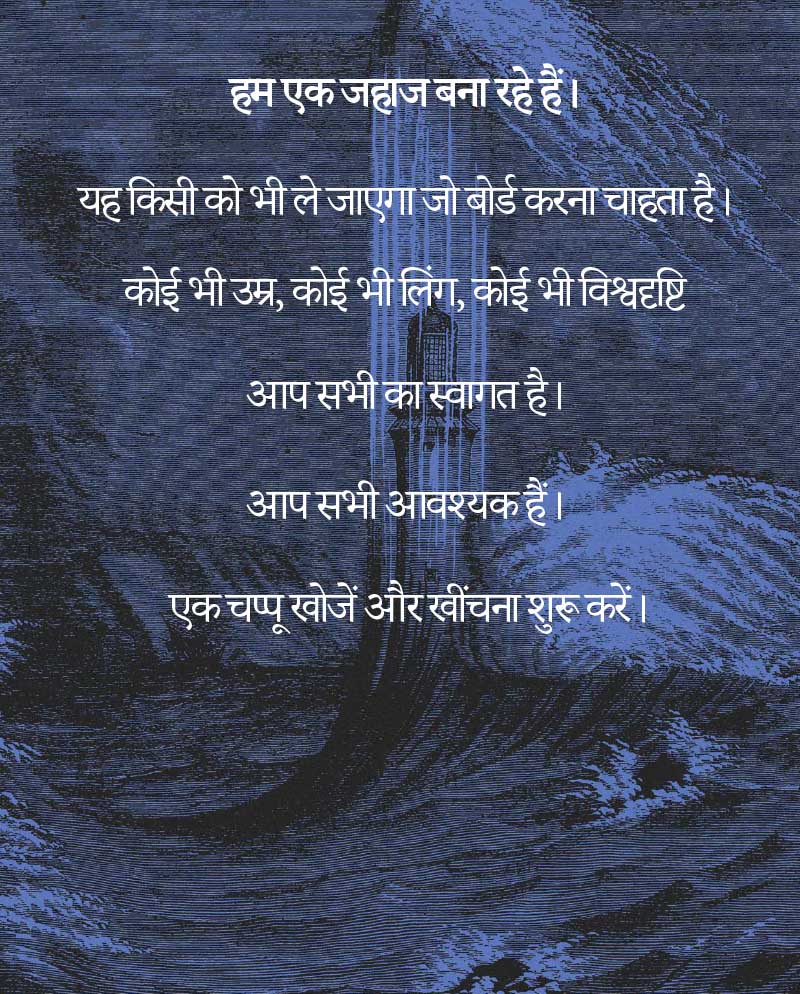 हम एक जहाज बना रहे हैं।
यह किसी को भी ले जाएगा जो बोर्ड करना चाहता है।
कोई भी उम्र, कोई भी लिंग, कोई भी विश्वदृष्टि
आप सभी का स्वागत है।
आप सभी आवश्यक हैं।
एक चप्पू खोजें और खींचना शुरू करें।